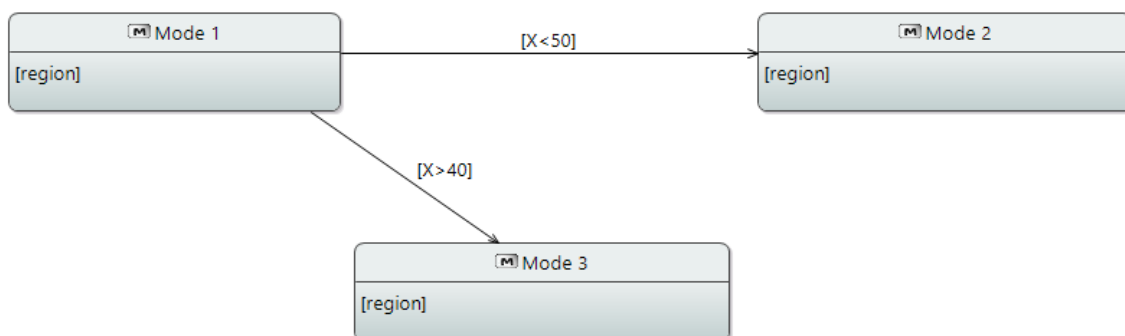 Mode 1
[X<50]
Mode 2
[region]
[region]
[X>40]
Mode 3
[region]